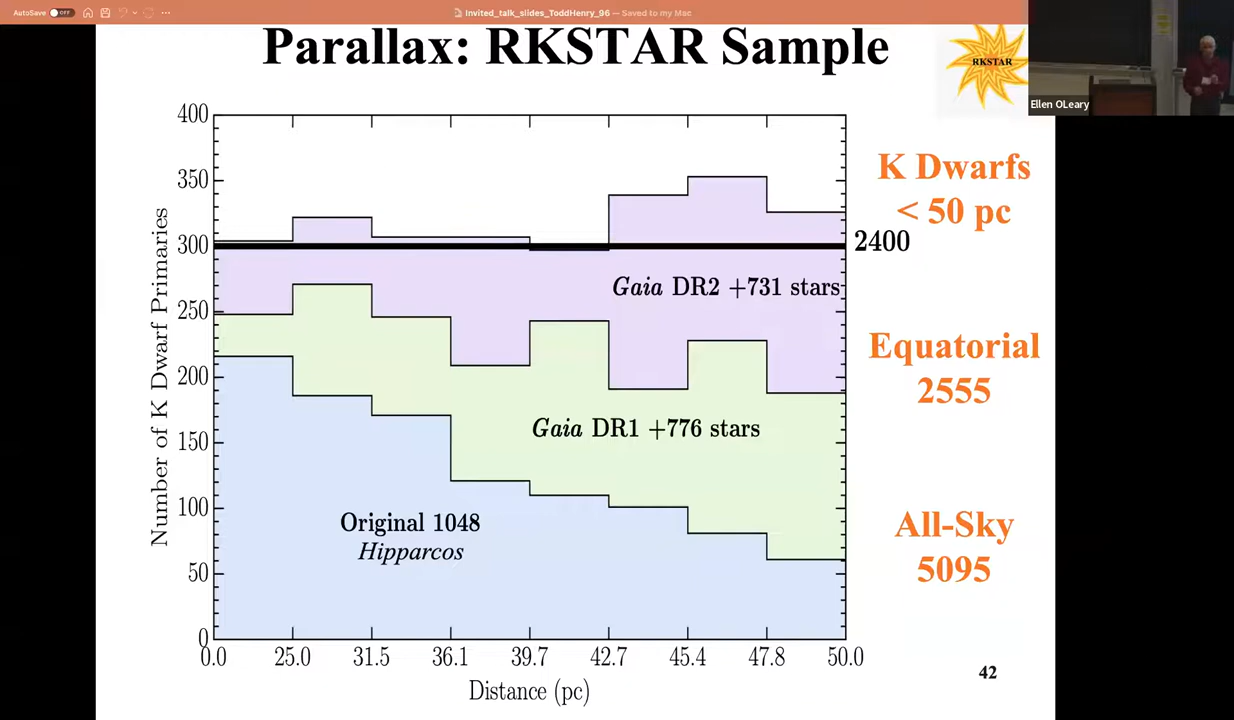 AutoSave OFF
Invited_talk_slides_ToddHenry_96 — Saved to my Mac
Parallax: RKSTAR Sample
RKSTAR
Ellen OLeary
Number of K Dwarf Primaries
400
350
300
250
200
150
100
50
0
2400
Gaia DR2 +731 stars
Gaia DR1 +776 stars
Original 1048
Hipparcos
0.0 25.0 31.5 36.1 39.7 42.7 45.4 47.8 50.0
Distance (pc)
K Dwarfs
< 50 pc
Equatorial
2555
All-Sky
5095
42